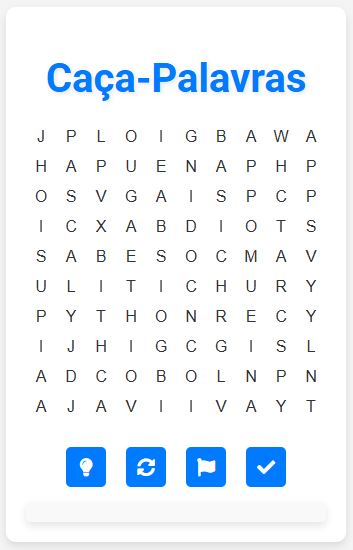 Caça-Palavras
J P L O I G B A W A
H A P U E N A P H P
O S V G A I S P C P
I C X A B D I O T S
S A B E S O C M A V
U L I T I C H U R Y
P Y T H O N R E C Y
I J H I G C G I S L
A D C O B O L N P N
A J A V I I V A Y T